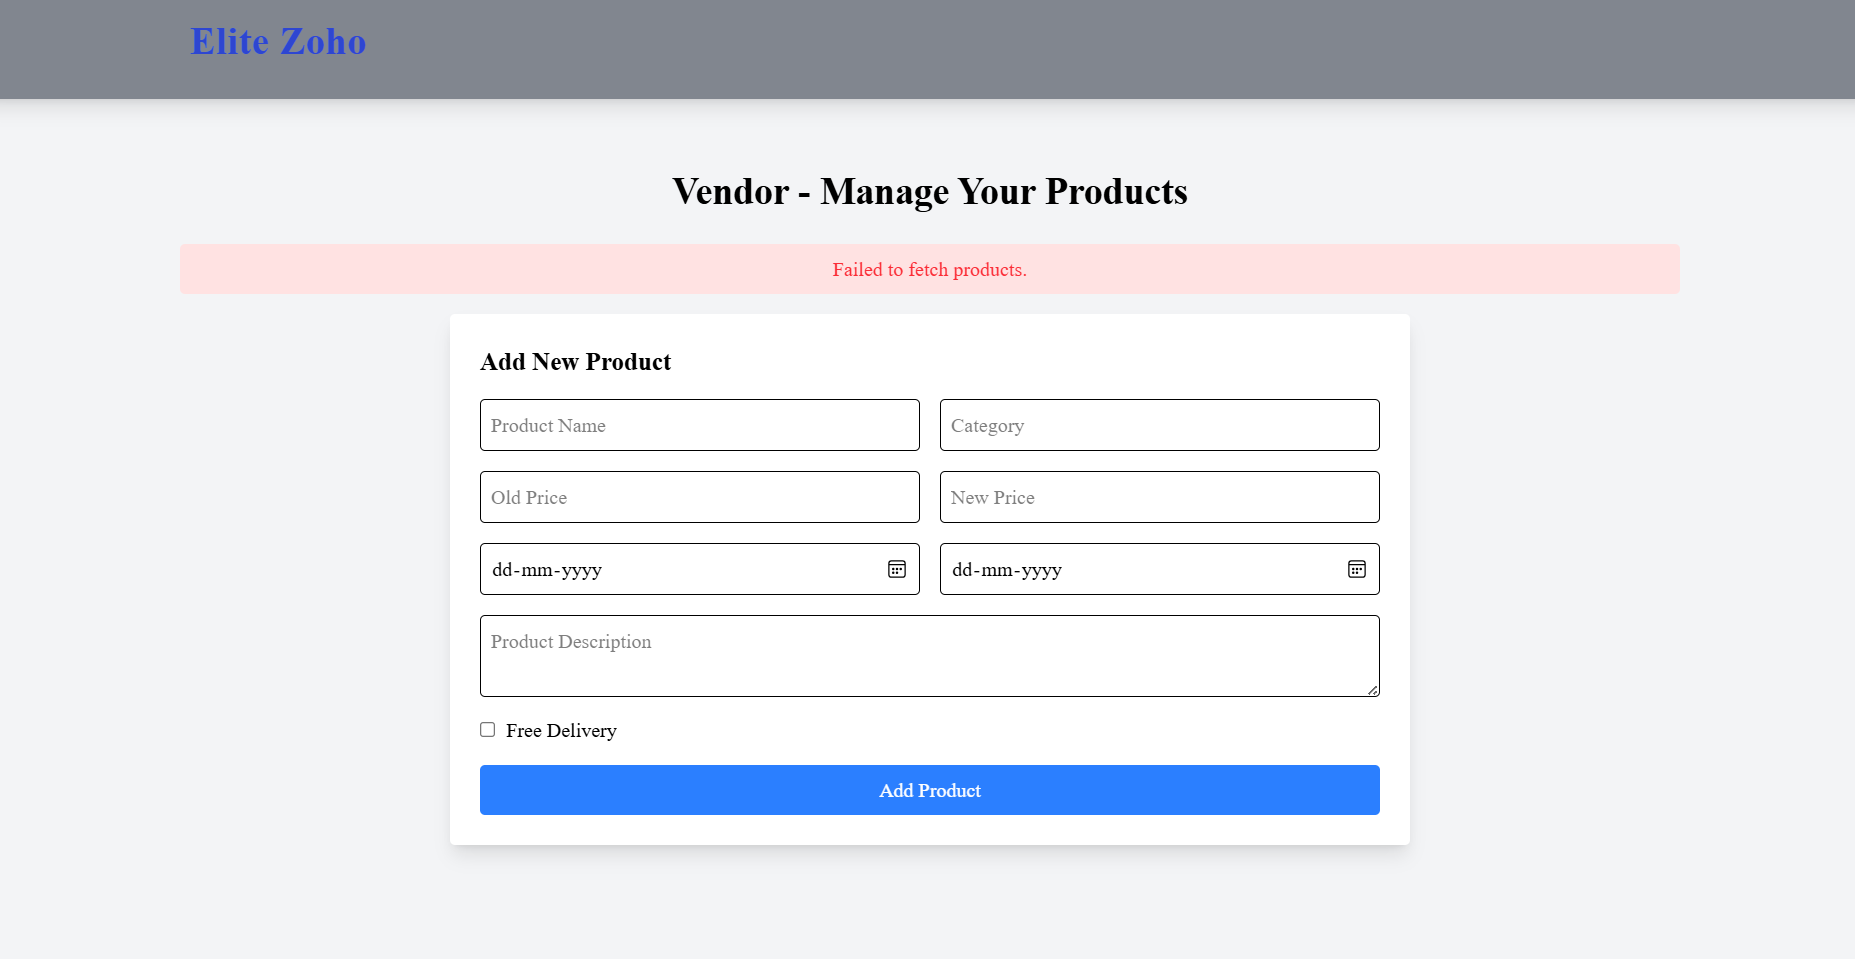 Elite Zoho
Vendor - Manage Your Products
Failed to fetch products.
Add New Product
Product Name
Category
Old Price
New Price
dd-mm-yyyy
dd-mm-yyyy
Product Description
Free Delivery
Add Product